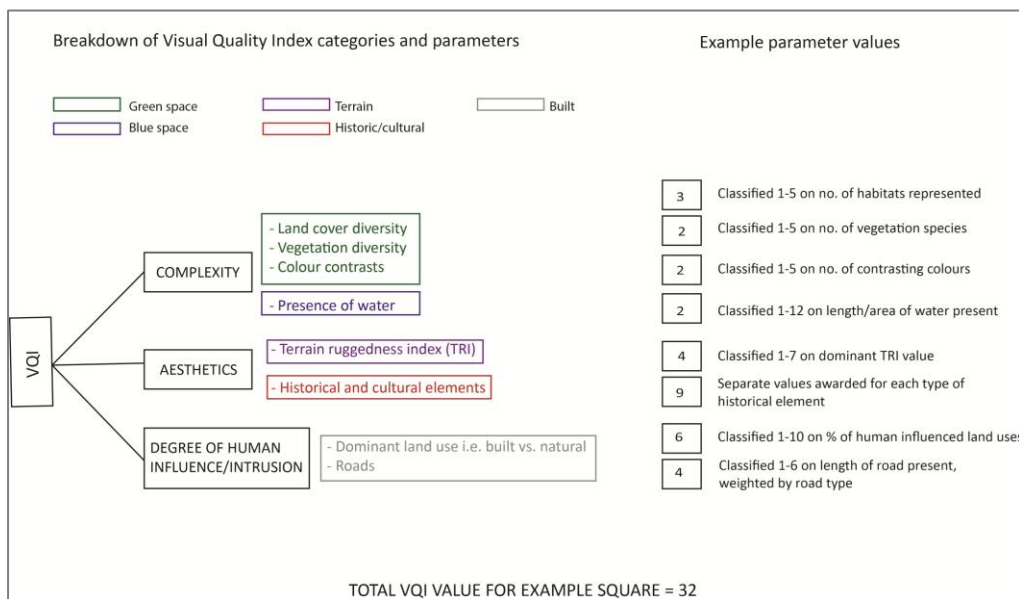 Breakdown of Visual Quality Index categories and parameters
Example parameter values
Green space
Terrain
Built
Blue space
Historic/cultural
VQI
COMPLEXITY
- Land cover diversity
- Vegetation diversity
- Colour contrasts
- Presence of water
AESTHETICS
- Terrain ruggedness index (TRI)
- Historical and cultural elements
DEGREE OF HUMAN
INFLUENCE/INTRUSION
- Dominant land use i.e. built vs. natural
- Roads
3 Classified 1-5 on no. of habitats represented
2 Classified 1-5 on no. of vegetation species
2 Classified 1-5 on no. of contrasting colours
2 Classified 1-12 on length/area of water present
4 Classified 1-7 on dominant TRI value
9 Separate values awarded for each type of
historical element
6 Classified 1-10 on % of human influenced land uses
4 Classified 1-6 on length of road present,
weighted by road type
TOTAL VQI VALUE FOR EXAMPLE SQUARE = 32